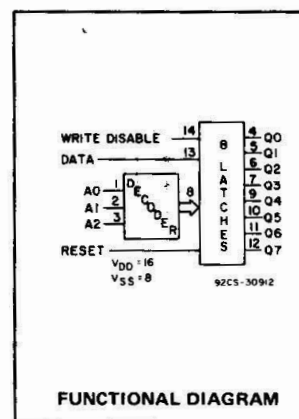 WRITE DISABLE 14
DATA 13
A0 1
A1 2
A2 3
DECODER
8
8 LATCHES
4 Q0
5 Q1
6 Q2
7 Q3
9 Q4
10 Q5
11 Q6
12 Q7
RESET
VDD = 16
VSS = 8
92CS-30912
FUNCTIONAL DIAGRAM